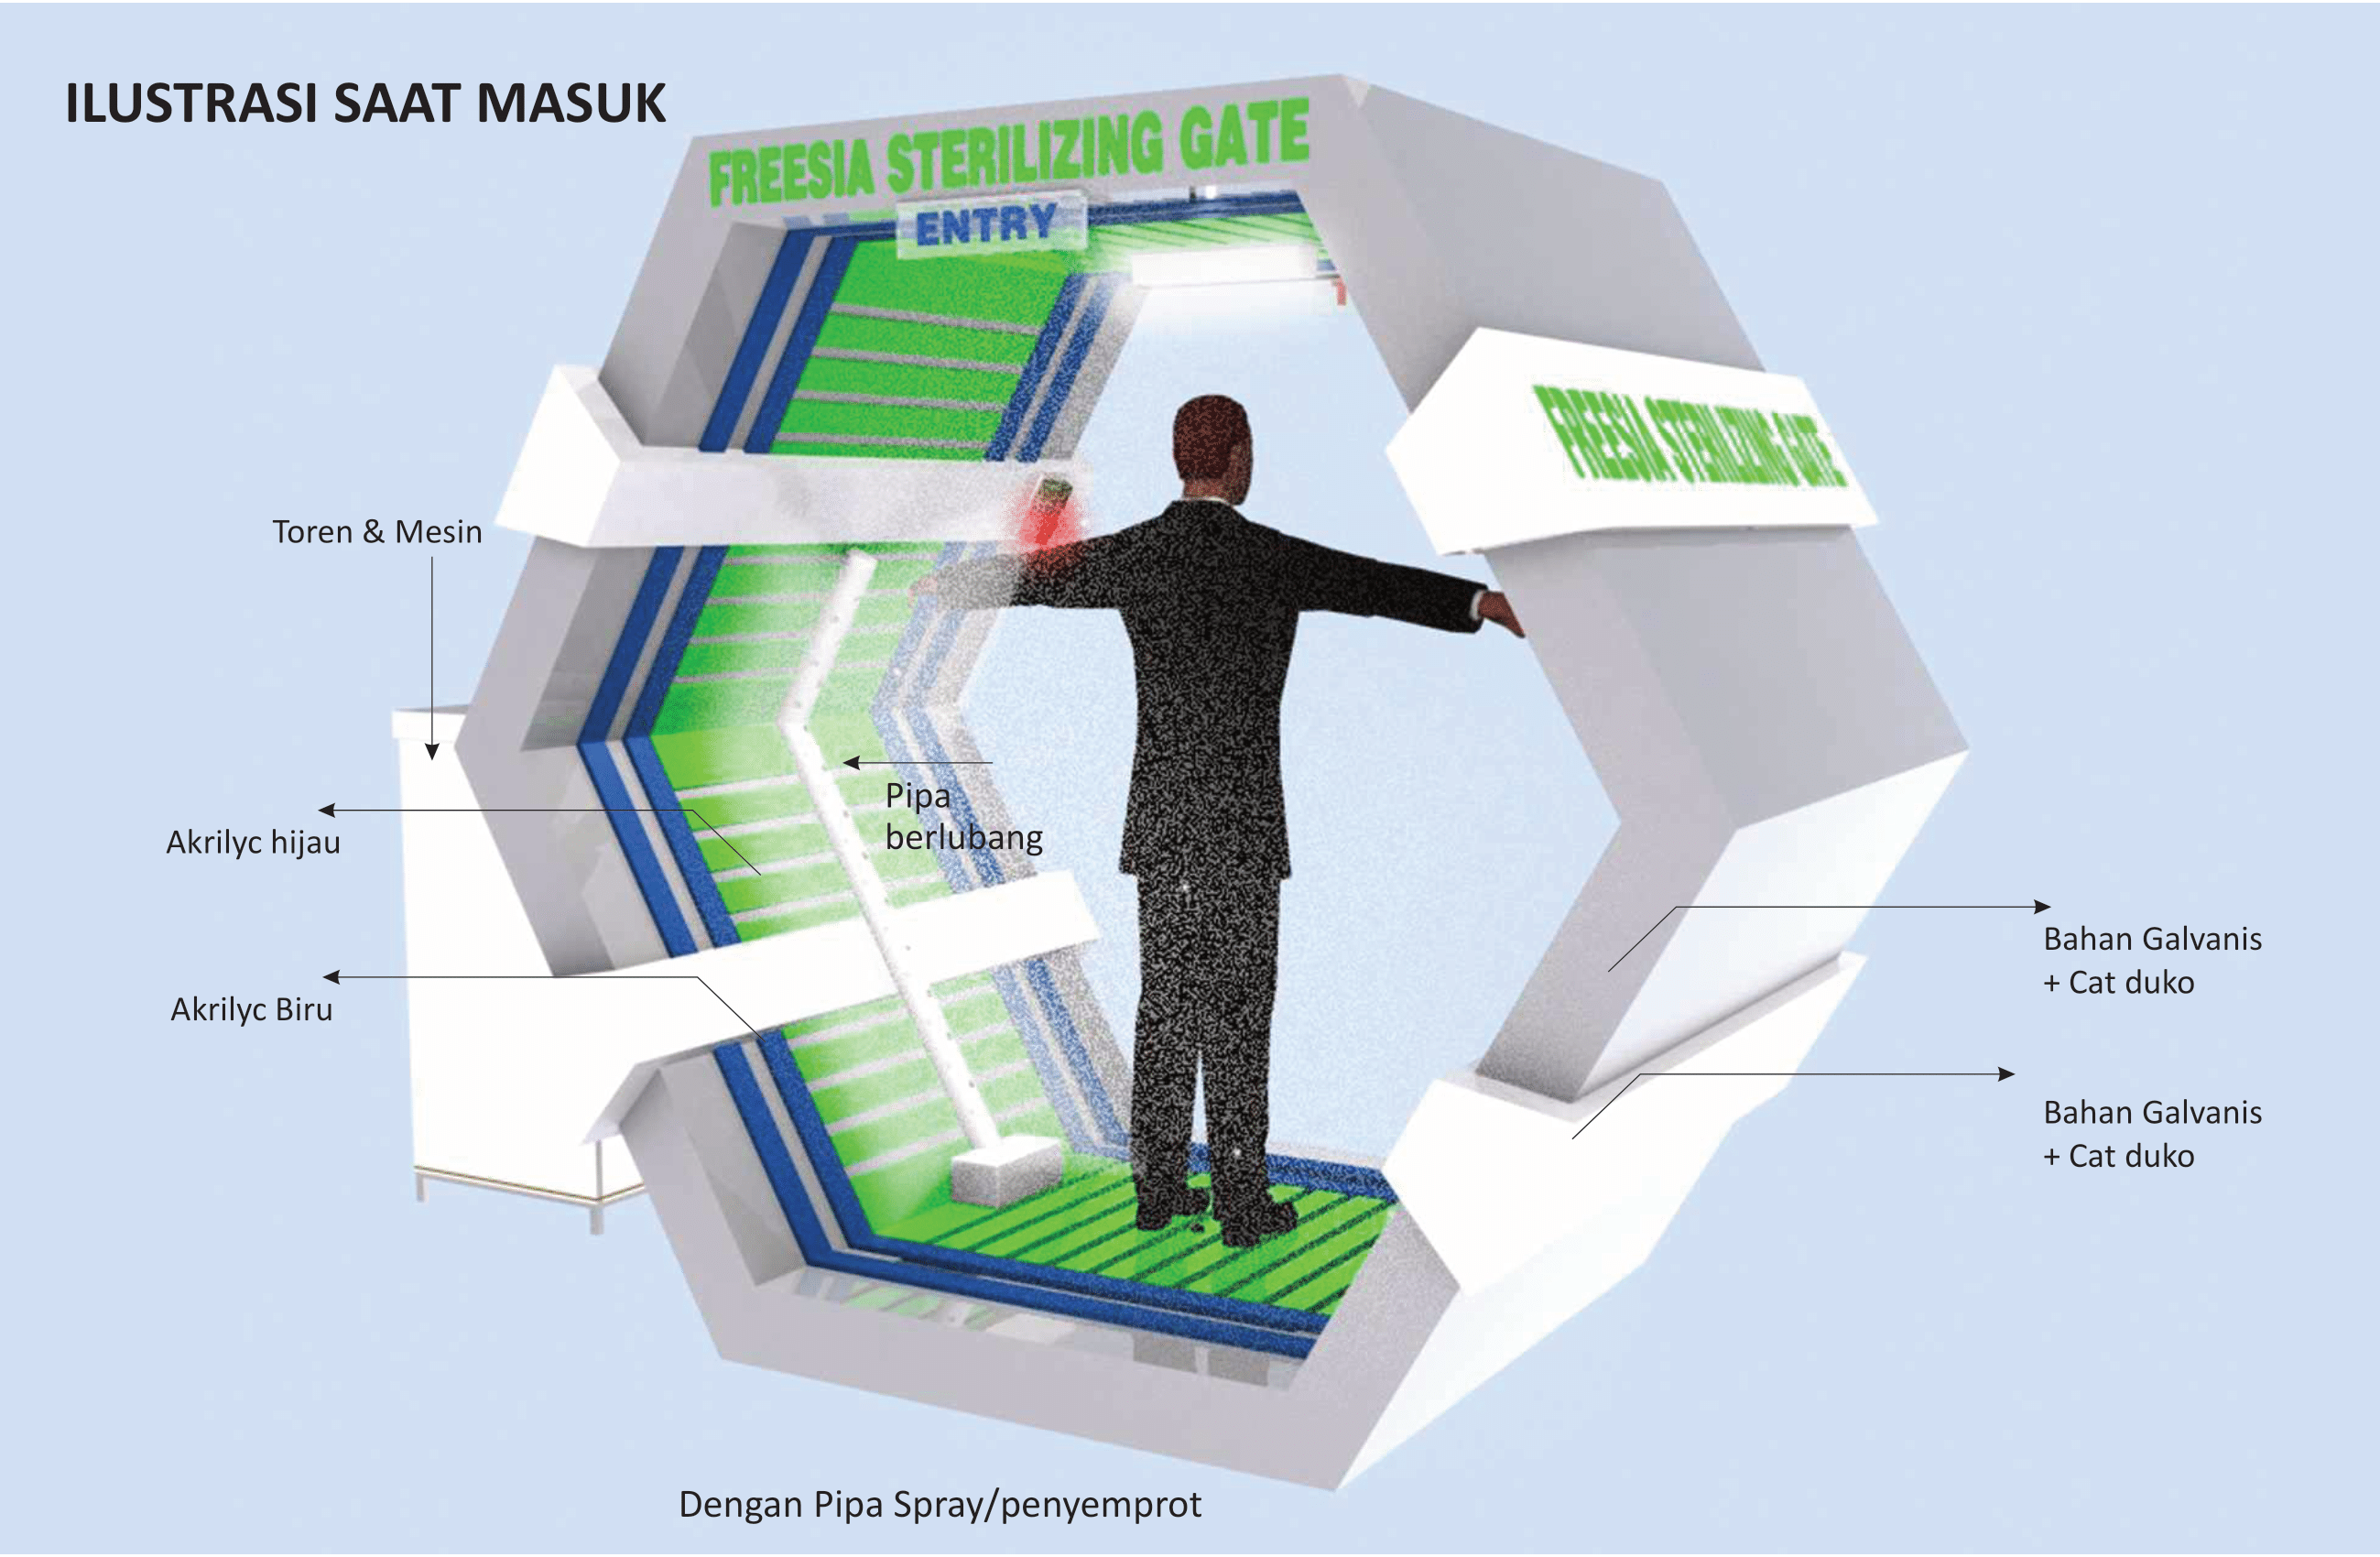 ILUSTRASI SAAT MASUK
FREESIA STERILIZING GATE
ENTRY
FREESIA STERILIZING GATE
Toren & Mesin
Pipa
berlubang
Akrilyc hijau
Akrilyc Biru
Bahan Galvanis
+ Cat duko
Bahan Galvanis
+ Cat duko
Dengan Pipa Spray/penyemprot